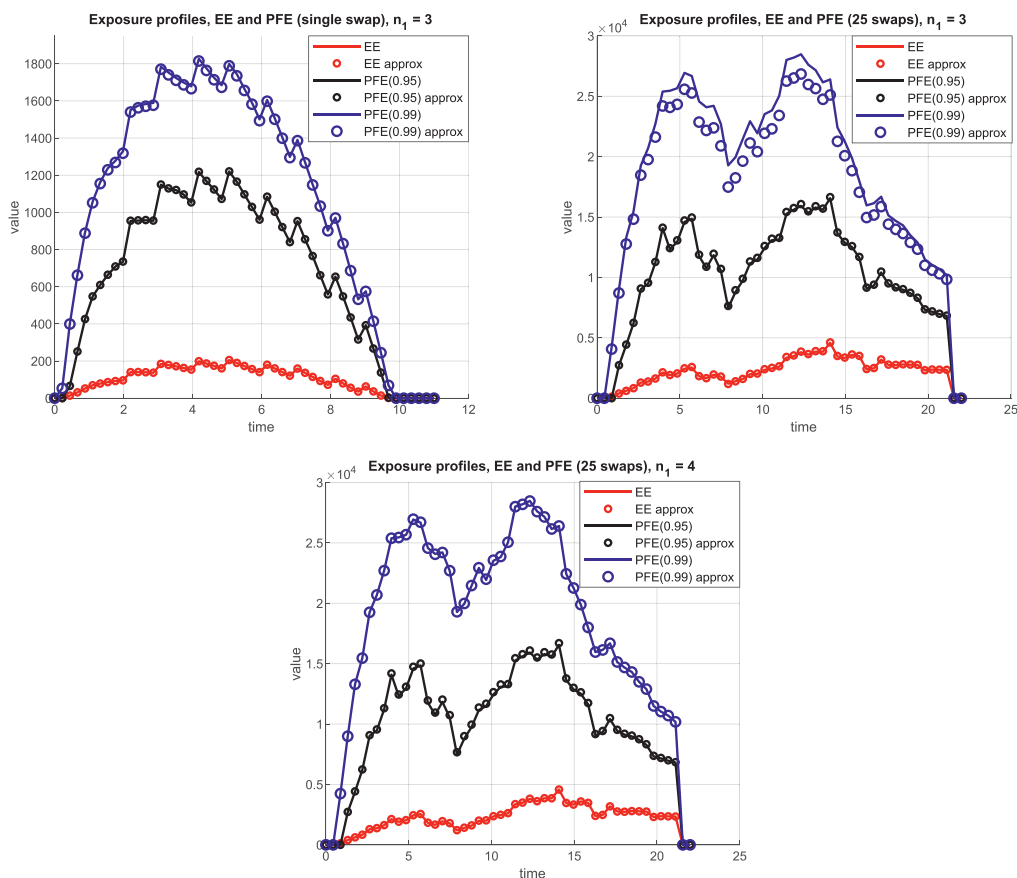 Exposure profiles, EE and PFE (single swap), n1 = 3
EE
EE approx
PFE(0.95)
PFE(0.95) approx
PFE(0.99)
PFE(0.99) approx
1800
1600
1400
1200
1000
800
600
400
200
0
value
0 2 4 6 8 10 12
time
Exposure profiles, EE and PFE (25 swaps), n1 = 3
×10^4
EE
EE approx
PFE(0.95)
PFE(0.95) approx
PFE(0.99)
PFE(0.99) approx
3
2.5
2
1.5
1
0.5
0
value
0 5 10 15 20 25
time
Exposure profiles, EE and PFE (25 swaps), n1 = 4
×10^4
EE
EE approx
PFE(0.95)
PFE(0.95) approx
PFE(0.99)
PFE(0.99) approx
3
2.5
2
1.5
1
0.5
0
value
0 5 10 15 20 25
time